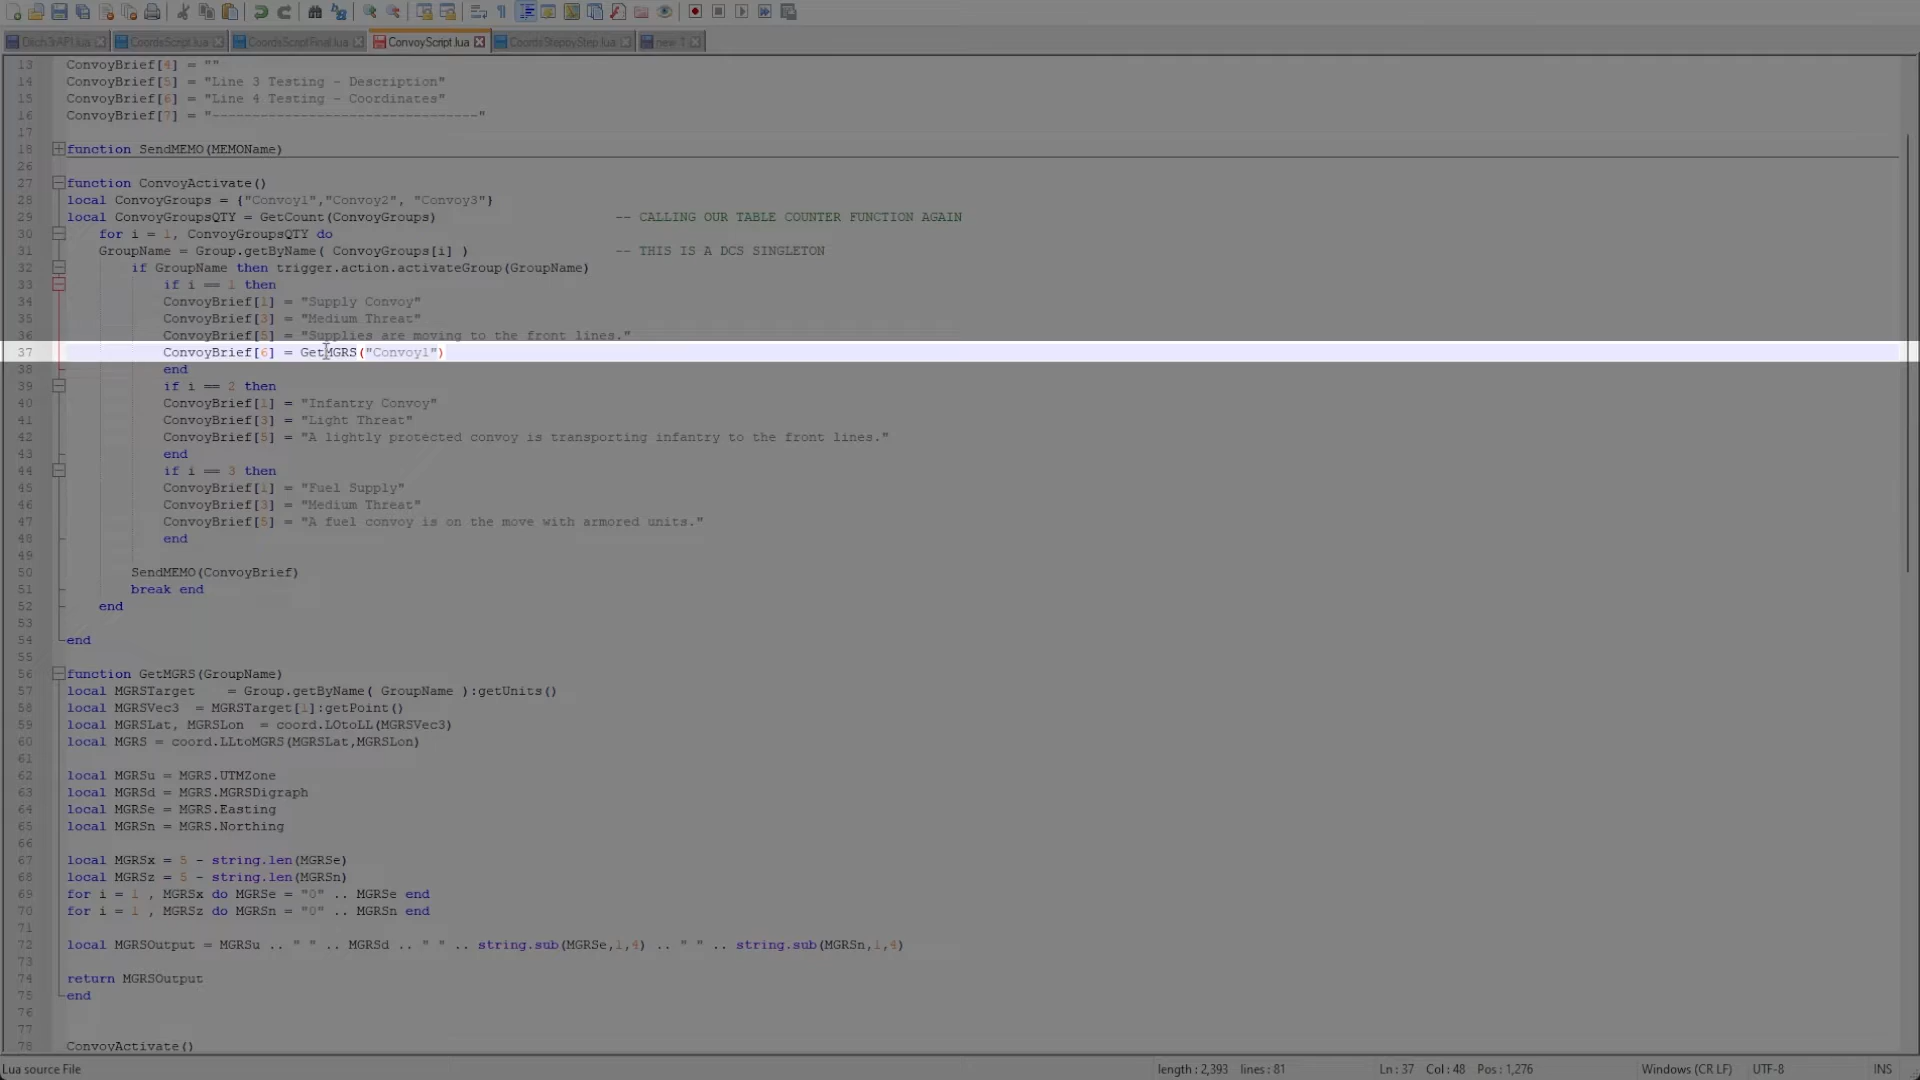 Dich3rAPI.lua CoordsScript.lua CoordsScriptFinal.lua ConvoyScript.lua CoordsStepbyStep.lua new 1
13 ConvoyBrief[4] = ""
14 ConvoyBrief[5] = "Line 3 Testing - Description"
15 ConvoyBrief[6] = "Line 4 Testing - Coordinates"
16 ConvoyBrief[7] = "---------------------------------"
17
18 function SendMEMO(MEMOName)
26
27 function ConvoyActivate()
28 local ConvoyGroups = {"Convoy1","Convoy2", "Convoy3"}
29 local ConvoyGroupsQTY = GetCount(ConvoyGroups) -- CALLING OUR TABLE COUNTER FUNCTION AGAIN
30 for i = 1, ConvoyGroupsQTY do
31 GroupName = Group.getByName( ConvoyGroups[i] ) -- THIS IS A DCS SINGLETON
32 if GroupName then trigger.action.activateGroup(GroupName)
33 if i == 1 then
34 ConvoyBrief[1] = "Supply Convoy"
35 ConvoyBrief[3] = "Medium Threat"
36 ConvoyBrief[5] = "Supplies are moving to the front lines."
37 ConvoyBrief[6] = GetMGRS("Convoy1")
38 end
39 if i == 2 then
40 ConvoyBrief[1] = "Infantry Convoy"
41 ConvoyBrief[3] = "Light Threat"
42 ConvoyBrief[5] = "A lightly protected convoy is transporting infantry to the front lines."
43 end
44 if i == 3 then
45 ConvoyBrief[1] = "Fuel Supply"
46 ConvoyBrief[3] = "Medium Threat"
47 ConvoyBrief[5] = "A fuel convoy is on the move with armored units."
48 end
49
50 SendMEMO(ConvoyBrief)
51 break end
52 end
53
54 end
55
56 function GetMGRS(GroupName)
57 local MGRSTarget = Group.getByName( GroupName ):getUnits()
58 local MGRSVec3 = MGRSTarget[1]:getPoint()
59 local MGRSLat, MGRSLon = coord.LOtoLL(MGRSVec3)
60 local MGRS = coord.LLtoMGRS(MGRSLat,MGRSLon)
61
62 local MGRSu = MGRS.UTMZone
63 local MGRSd = MGRS.MGRSDigraph
64 local MGRSe = MGRS.Easting
65 local MGRSn = MGRS.Northing
66
67 local MGRSx = 5 - string.len(MGRSe)
68 local MGRSz = 5 - string.len(MGRSn)
69 for i = 1 , MGRSx do MGRSe = "0" .. MGRSe end
70 for i = 1 , MGRSz do MGRSn = "0" .. MGRSn end
71
72 local MGRSOutput = MGRSu .. " " .. MGRSd .. " " .. string.sub(MGRSe,1,4) .. " " .. string.sub(MGRSn,1,4)
73
74 return MGRSOutput
75 end
76
77
78 ConvoyActivate()
Lua source File length : 2,393 lines : 81 Ln : 37 Col : 48 Pos : 1,276 Windows (CR LF) UTF-8 INS